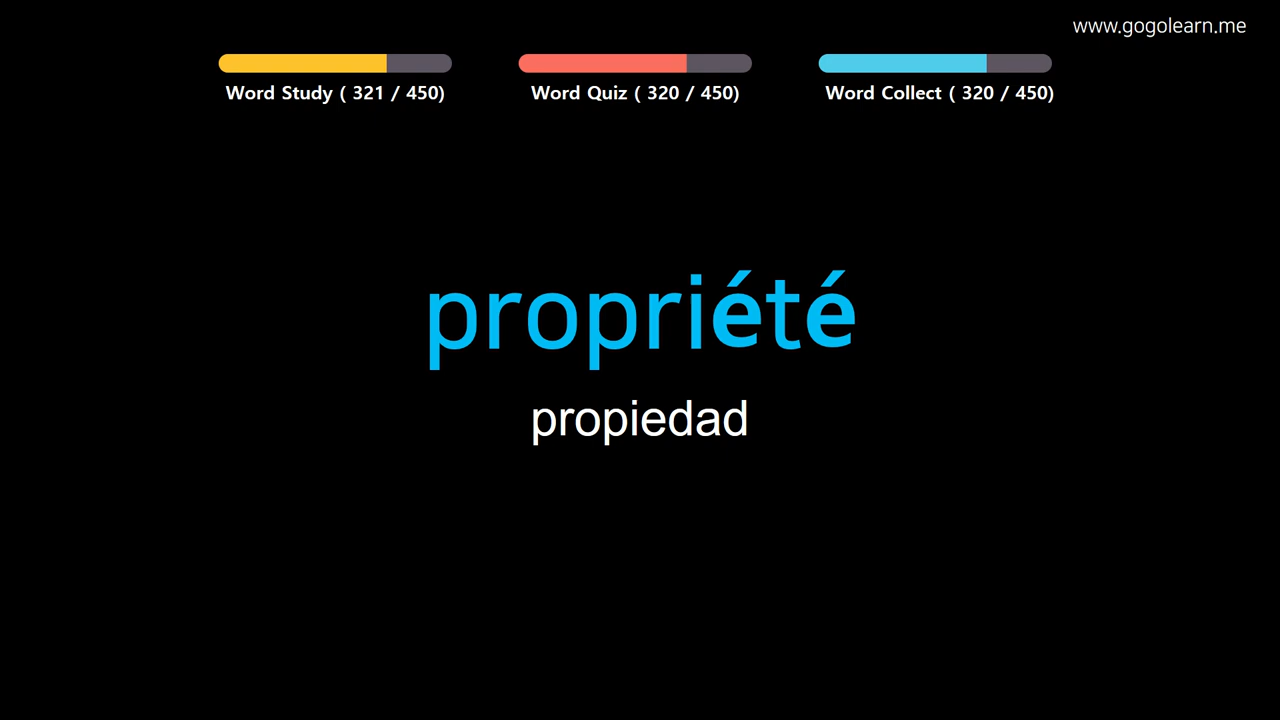 www.gogolearn.me
Word Study ( 321 / 450)
Word Quiz ( 320 / 450)
Word Collect ( 320 / 450)
propriété
propiedad